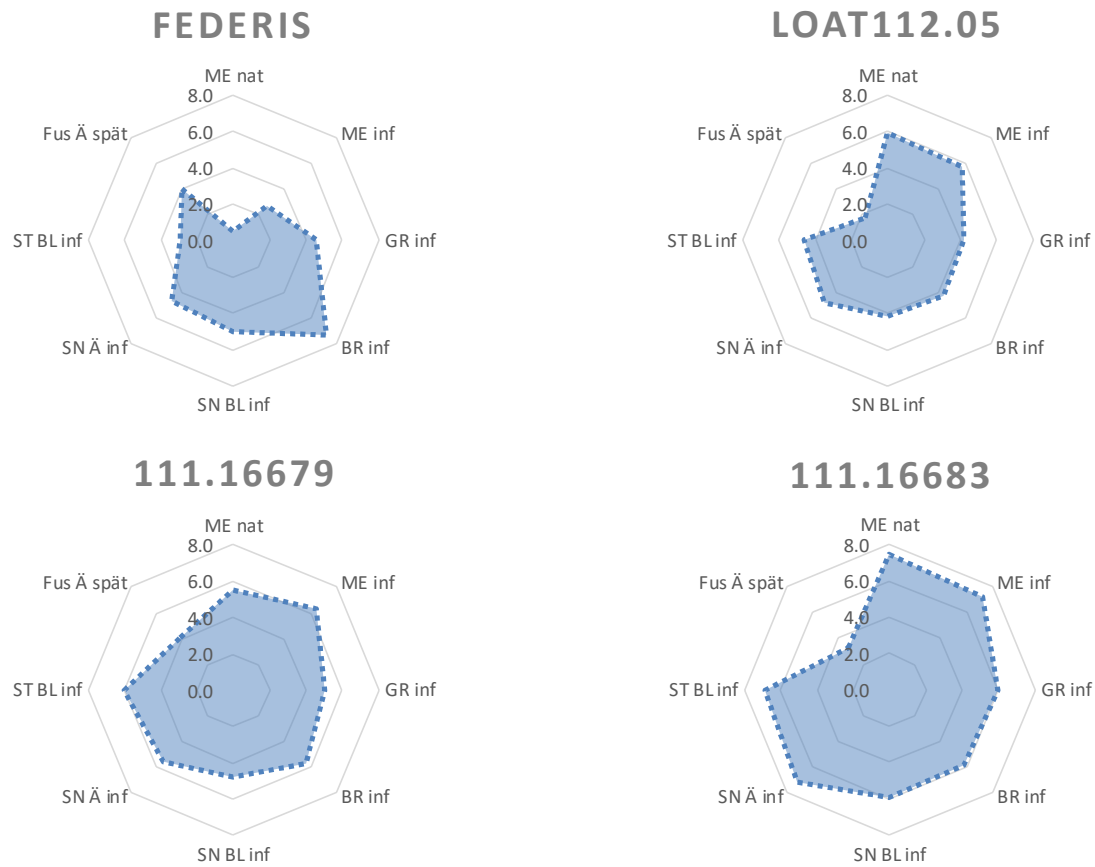 FEDERIS
ME nat
8.0
Fus Ä spät
ME inf
6.0
4.0
2.0
ST BL inf
0.0
GR inf
SN Ä inf
BR inf
SN BL inf
LOAT112.05
ME nat
8.0
Fus Ä spät
ME inf
6.0
4.0
2.0
ST BL inf
0.0
GR inf
SN Ä inf
BR inf
SN BL inf
111.16679
ME nat
8.0
Fus Ä spät
ME inf
6.0
4.0
2.0
ST BL inf
0.0
GR inf
SN Ä inf
BR inf
SN BL inf
111.16683
ME nat
8.0
Fus Ä spät
ME inf
6.0
4.0
2.0
ST BL inf
0.0
GR inf
SN Ä inf
BR inf
SN BL inf